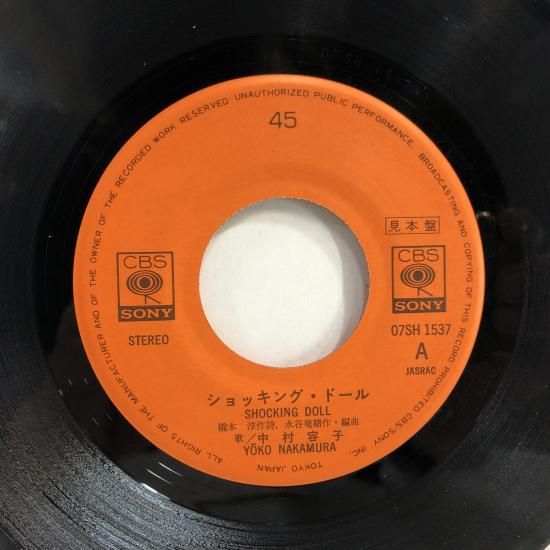 ALL RIGHTS OF THE MANUFACTURER AND OF THE OWNER OF THE RECORDED WORK RESERVED UNAUTHORIZED PUBLIC PERFORMANCE, BROADCASTING AND COPYING OF THIS RECORD PROHIBITED CBS/SONY INC.
45
見本盤
CBS
SONY
STEREO
CBS
SONY
07SH 1537
A
JASRAC
ショッキング・ドール
SHOCKING DOLL
橋本 淳作詩, 水谷竜緒作・編曲
歌/中村容子
YŌKO NAKAMURA
TOKYO JAPAN